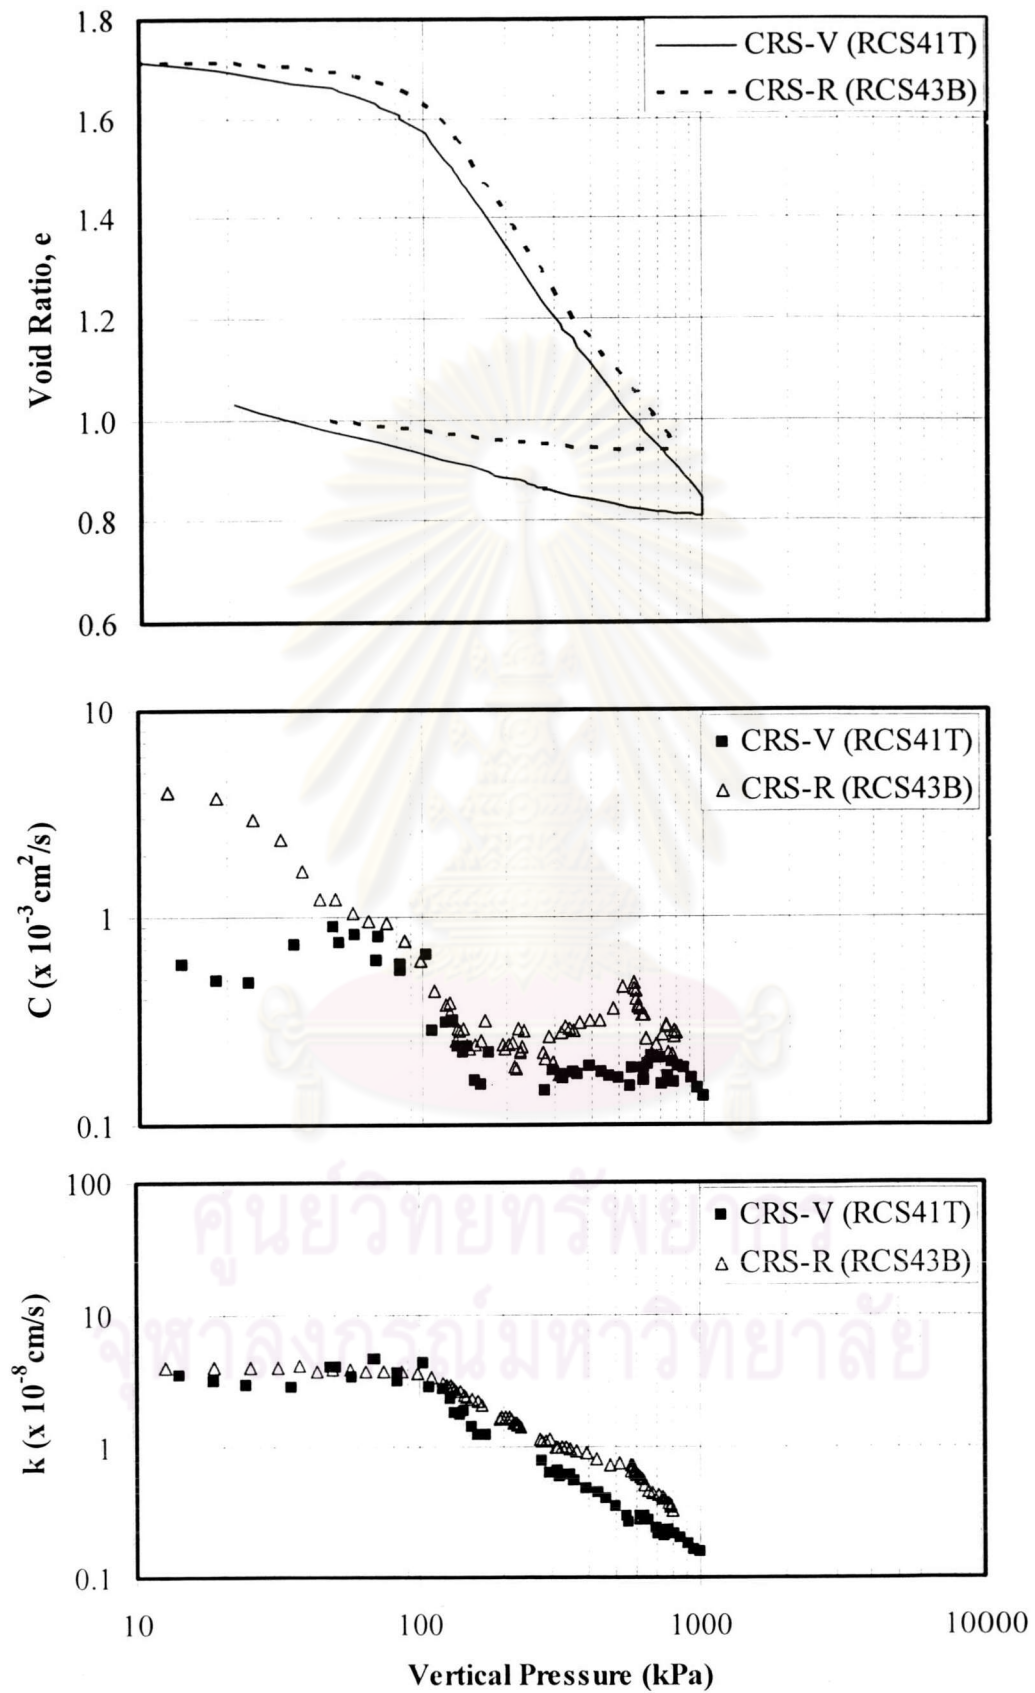 1.8
1.6
1.4
1.2
1.0
0.8
0.6
Void Ratio, e
CRS-V (RCS41T)
CRS-R (RCS43B)
10
1
0.1
C (x 10⁻³ cm²/s)
CRS-V (RCS41T)
CRS-R (RCS43B)
ศูนย์วิทยทรัพยากร
จุฬาลงกรณ์มหาวิทยาลัย
100
10
1
0.1
k (x 10⁻⁸ cm/s)
CRS-V (RCS41T)
CRS-R (RCS43B)
10
100
1000
10000
Vertical Pressure (kPa)